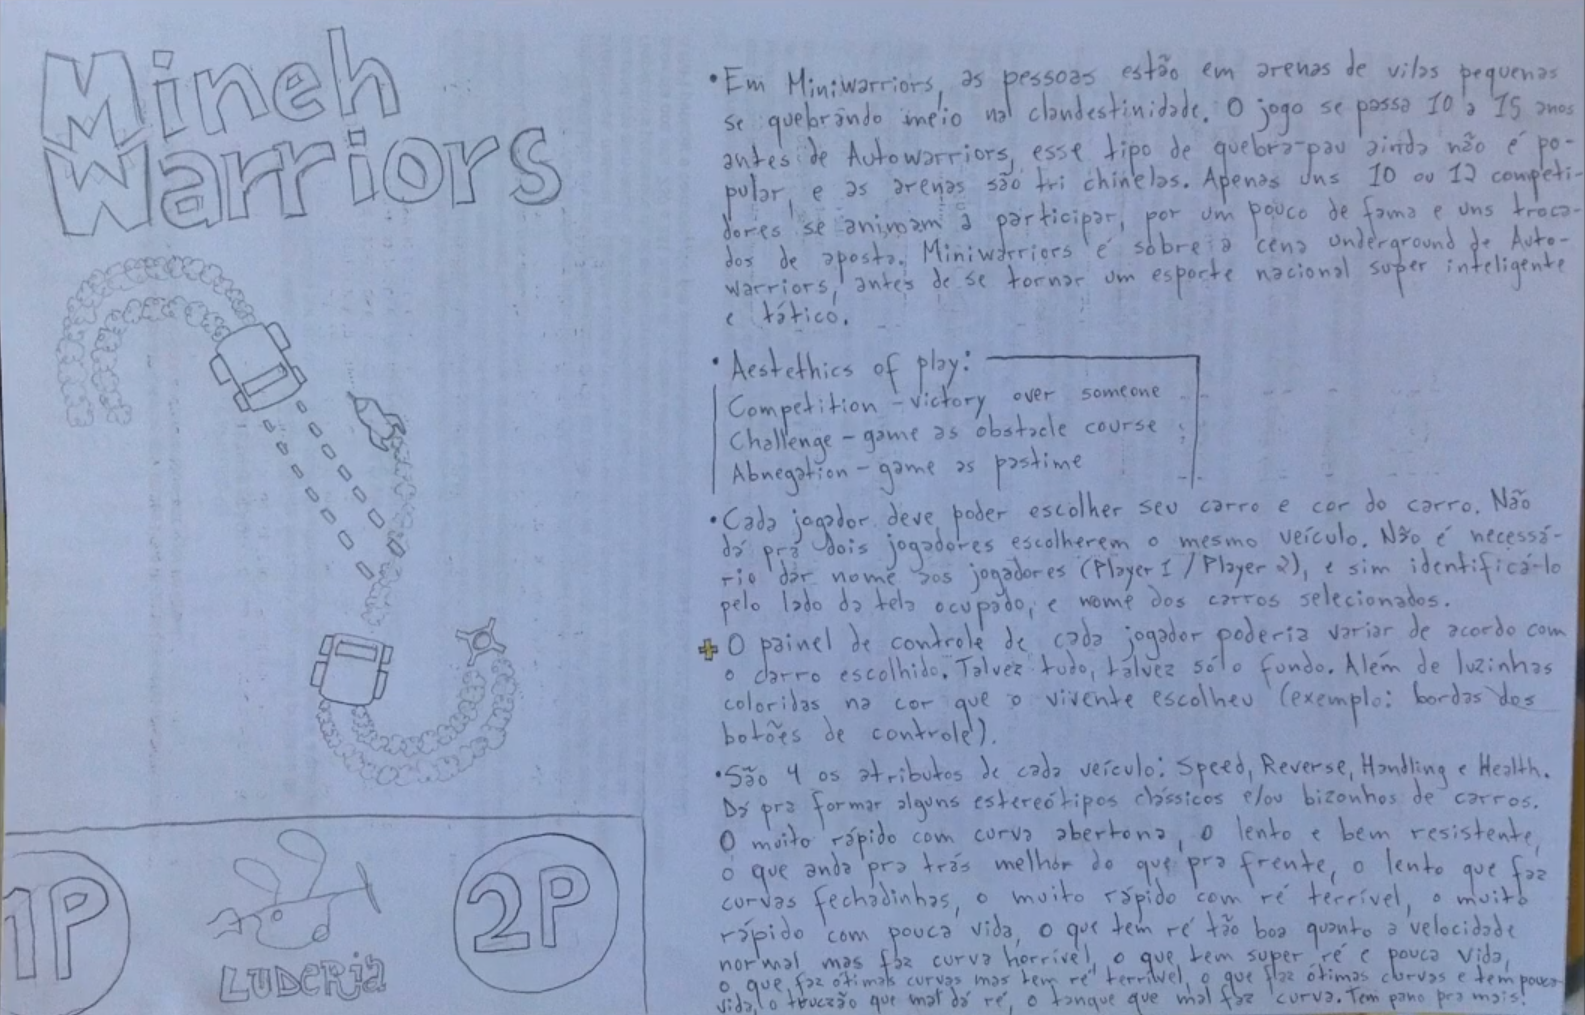 Mineh
Warriors
1P
LUDERia
2P
• Em Miniwarriors, as pessoas estão em arenas de vilas pequenas
se quebrando meio na clandestinidade. O jogo se passa 10 a 15 anos
antes de Autowarriors, esse tipo de quebra-pau ainda não é po-
pular, e as arenas são tri chinelas. Apenas uns 10 ou 12 competi-
dores se animam a participar, por um pouco de fama e uns troca-
dos de aposta. Miniwarriors é sobre a cena underground de Auto-
warriors, antes de se tornar um esporte nacional super inteligente
e tático.
• Aestethics of play:
Competition - victory over someone
Challenge - game as obstacle course
Abnegation - game as pastime
• Cada jogador deve poder escolher seu carro e cor do carro. Não
dá pra dois jogadores escolherem o mesmo veículo. Não é necessá-
rio dar nome aos jogadores (Player 1 / Player 2), e sim identificá-lo
pelo lado da tela ocupado, e nome dos carros selecionados.
+ O painel de controle de cada jogador poderia variar de acordo com
o carro escolhido. Talvez tudo, talvez só o fundo. Além de luzinhas
coloridas na cor que o vivente escolheu (exemplo: bordas dos
botões de controle).
• São 4 os atributos de cada veículo: Speed, Reverse, Handling e Health.
Dá pra formar alguns estereótipos clássicos e/ou bizonhos de carros.
O muito rápido com curva abertona, o lento e bem resistente,
o que anda pra trás melhor do que pra frente, o lento que faz
curvas fechadinhas, o muito rápido com ré terrível, o muito
rápido com pouca vida, o que tem ré tão boa quanto a velocidade
normal mas faz curva horrível, o que tem super ré e pouca vida,
o que faz ótimas curvas mas tem ré terrível, o que faz ótimas curvas e tem pouca
vida, o truczão que mal dá ré, o tanque que mal faz curva. Tem pano pra mais!